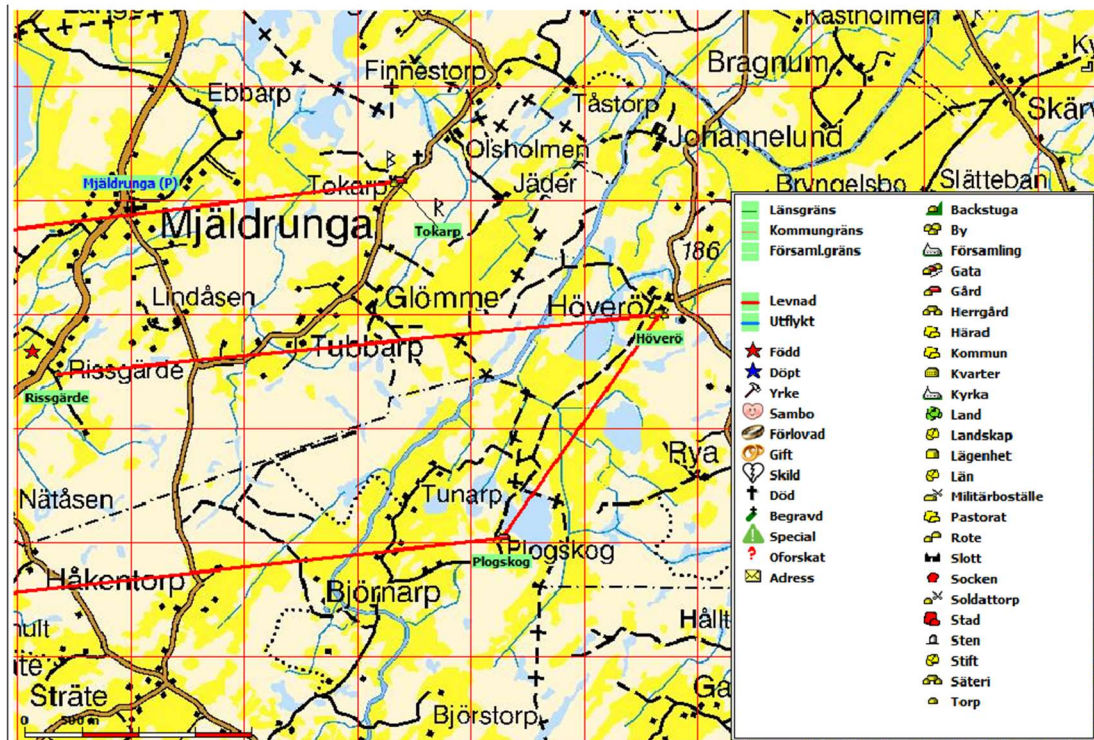 Kastholmen
Bragnum
Finnestorp
Ebbarp
Tåstorp
Johannelund
Olsholmen
Mjäldrunga (P)
Tokarp
Jäder
Bryngelsbo
Slätteban
R
Tokarp
Mjäldrunga
186
Lindåsen
Glömme
Höverö
Höverö
Tubbarp
Rissgärde
Rissgärde
Rya
Nätåsen
Tunarp
Plogskog
Plogskog
Håkentorp
Björnarp
Hållt
Sträte
Björstorp
0 500 m
Länsgräns
Kommungräns
Församl.gräns
Levnad
Utflykt
Född
Döpt
Yrke
Sambo
Förlovad
Gift
Skild
Död
Begravd
Special
Oforskat
Adress
Backstuga
By
Församling
Gata
Gård
Herrgård
Härad
Kommun
Kvarter
Kyrka
Land
Landskap
Lägenhet
Län
Militärboställe
Pastorat
Rote
Slott
Socken
Soldattorp
Stad
Sten
Stift
Säteri
Torp